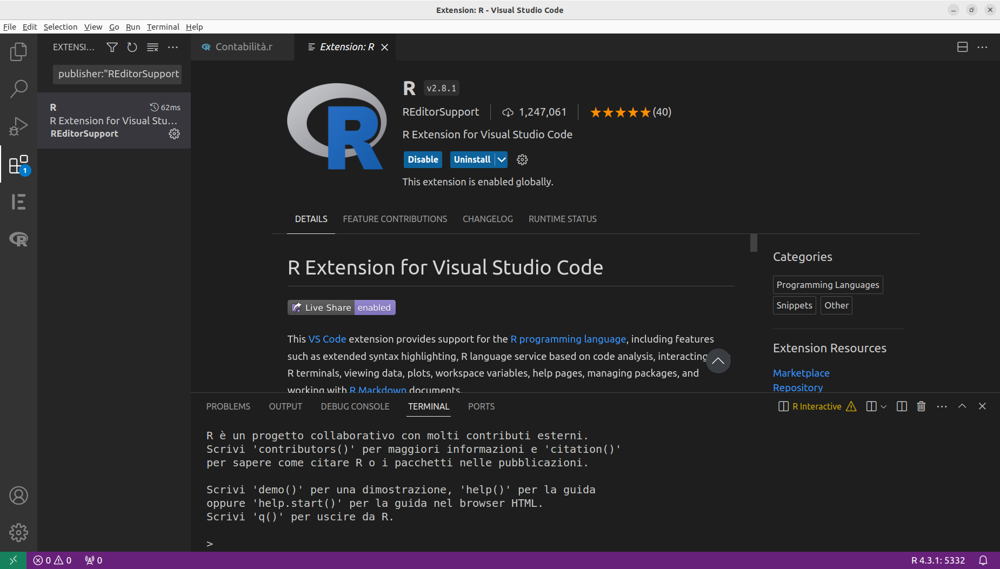 Extension: R - Visual Studio Code
File Edit Selection View Go Run Terminal Help
EXTENSI...
Contabilità.r
Extension: R
publisher:"REditorSupport
R
62ms
R Extension for Visual Stu...
REditorSupport
1
R v2.8.1
REditorSupport 1,247,061 (40)
R Extension for Visual Studio Code
Disable Uninstall
This extension is enabled globally.
DETAILS FEATURE CONTRIBUTIONS CHANGELOG RUNTIME STATUS
R Extension for Visual Studio Code
Live Share enabled
This VS Code extension provides support for the R programming language, including features
such as extended syntax highlighting, R language service based on code analysis, interacting
R terminals, viewing data, plots, workspace variables, help pages, managing packages, and
working with R Markdown documents.
Categories
Programming Languages
Snippets Other
Extension Resources
Marketplace
Repository
PROBLEMS OUTPUT DEBUG CONSOLE TERMINAL PORTS
R Interactive
R è un progetto collaborativo con molti contributi esterni.
Scrivi 'contributors()' per maggiori informazioni e 'citation()'
per sapere come citare R o i pacchetti nelle pubblicazioni.
Scrivi 'demo()' per una dimostrazione, 'help()' per la guida
oppure 'help.start()' per la guida nel browser HTML.
Scrivi 'q()' per uscire da R.
>
0 0 0
R 4.3.1: 5332